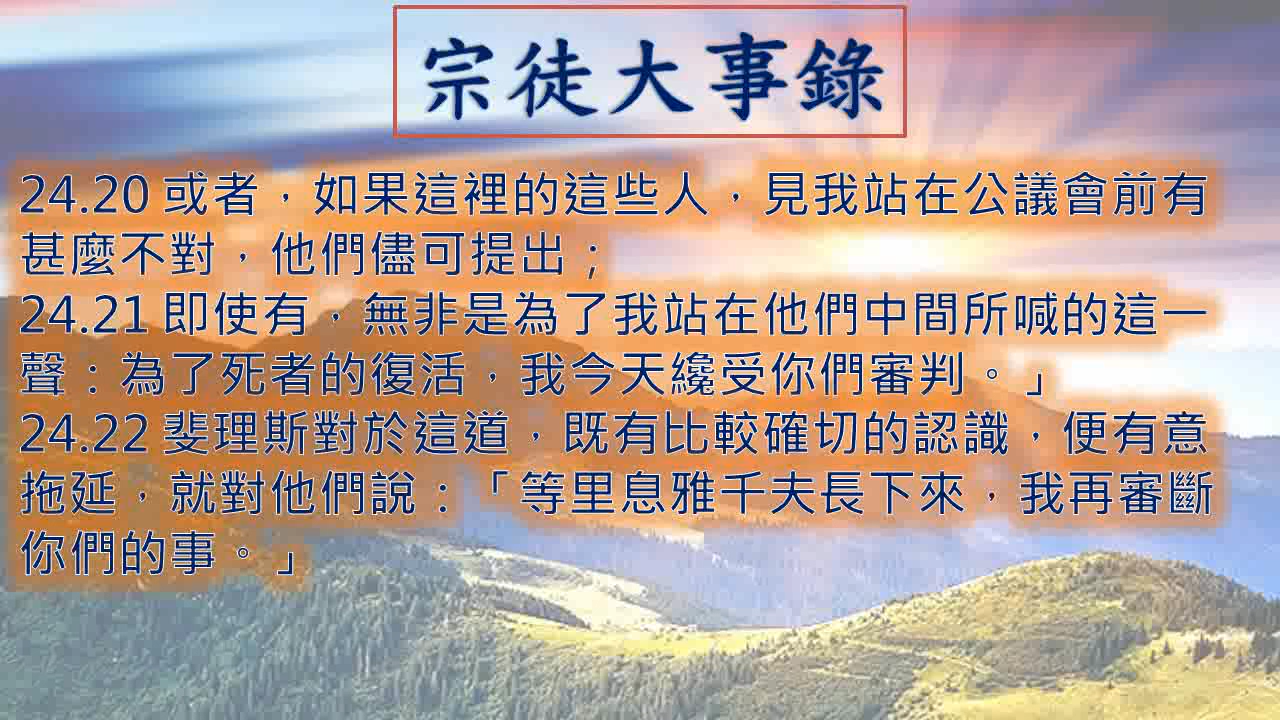 宗徒大事錄
24.20 或者，如果這裡的這些人，見我站在公議會前有
甚麼不對，他們儘可提出；
24.21 即使有，無非是為了我站在他們中間所喊的這一
聲：為了死者的復活，我今天纔受你們審判。」
24.22 斐理斯對於這道，既有比較確切的認識，便有意
拖延，就對他們說：「等里息雅千夫長下來，我再審斷
你們的事。」